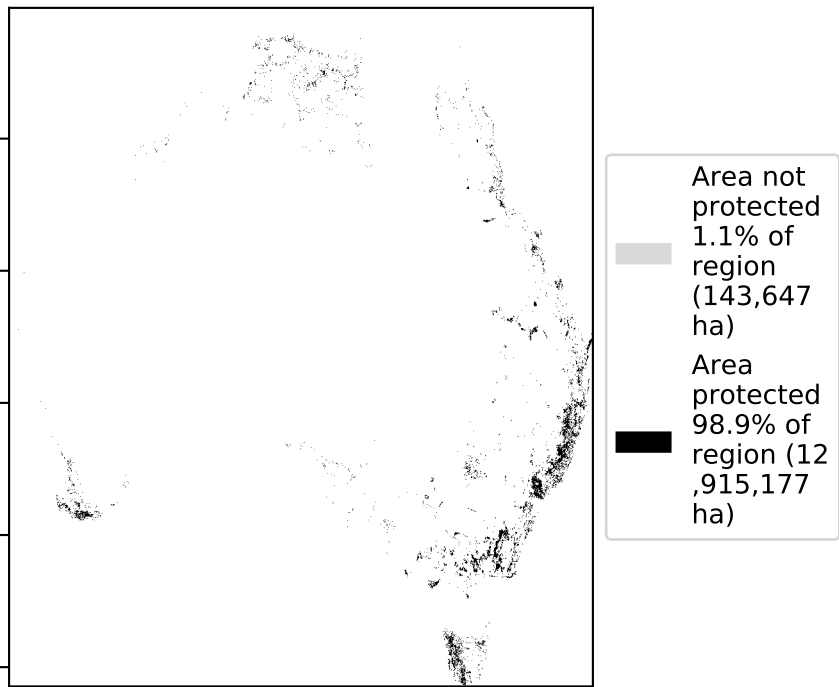 Area not
protected
1.1% of
region
(143,647
ha)
Area
protected
98.9% of
region (12
,915,177
ha)